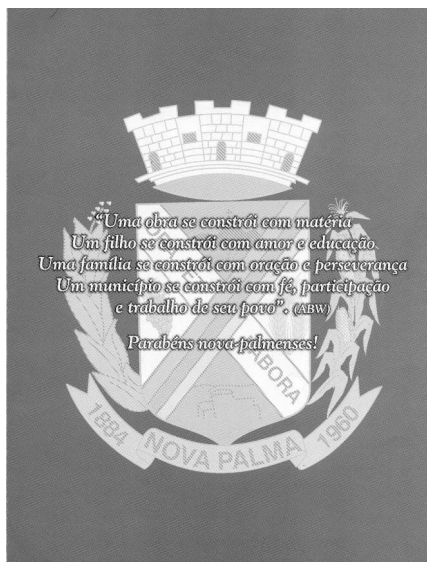 “Uma obra se constrói com matéria
Um filho se constrói com amor e educação
Uma família se constrói com oração e perseverança
Um município se constrói com fé, participação
e trabalho de seu povo”. (ABW)
Parabéns nova-palmenses!
LABORA
1884 NOVA PALMA 1960